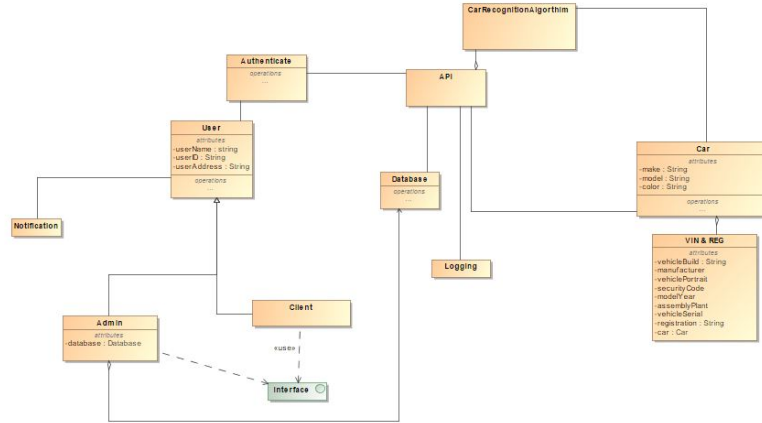 CarRecognitionAlgorthim
Authenticate
operations
...
API
User
attributes
-userName : string
-userID : String
-userAddress : String
operations
...
Car
attributes
-make : String
-model : String
-color : String
operations
...
Database
operations
...
Notification
VIN & REG
attributes
-vehicleBuild : String
-manufacturer
-vehiclePortrait
-securityCode
-modelYear
-assemblyPlant
-vehicleSerial
-registration : String
-car : Car
Logging
Client
Admin
attributes
-database : Database
«use»
Interface